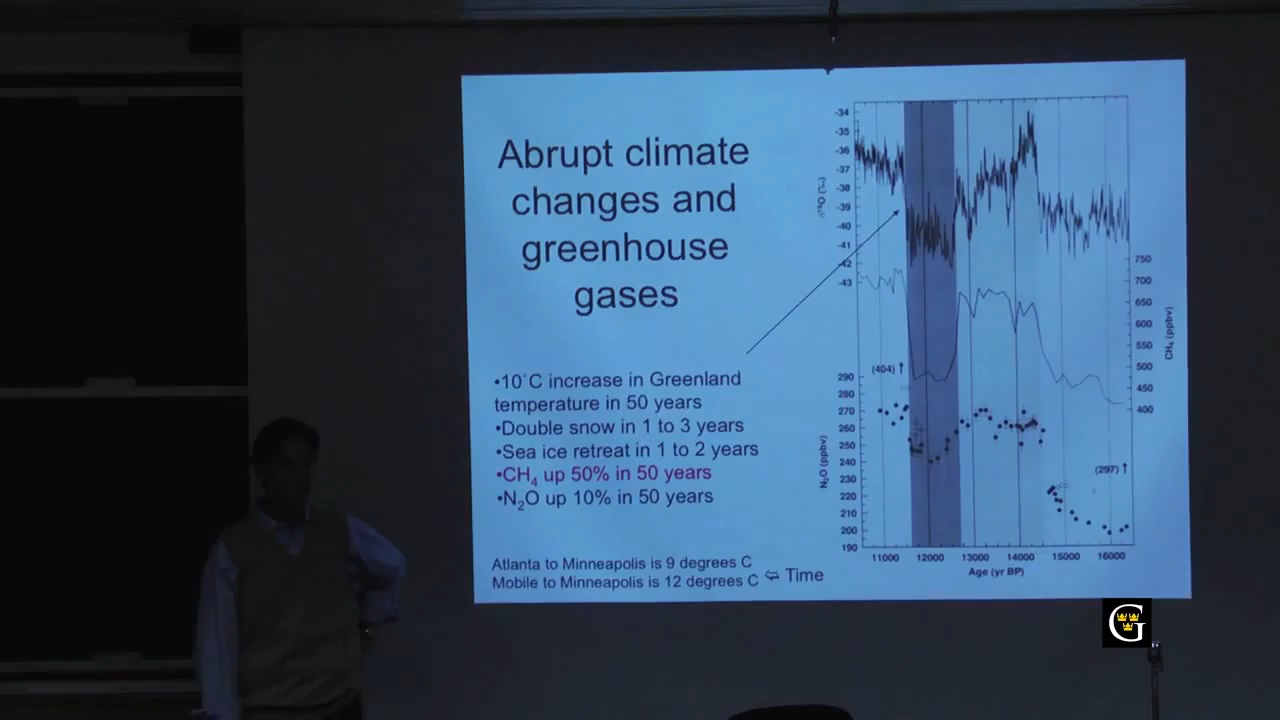 Abrupt climate
changes and
greenhouse
gases
•10°C increase in Greenland
temperature in 50 years
•Double snow in 1 to 3 years
•Sea ice retreat in 1 to 2 years
•CH₄ up 50% in 50 years
•N₂O up 10% in 50 years
Atlanta to Minneapolis is 9 degrees C
Mobile to Minneapolis is 12 degrees C
⇦ Time
-34
-35
-36
-37
-38
-39
-40
-41
-42
-43
750
700
650
600
550
500
450
400
CH₄ (ppbv)
(404) ↑
290
280
270
260
250
240
230
220
210
200
190
N₂O (ppbv)
(297) ↑
11000 12000 13000 14000 15000 16000
Age (yr BP)
G